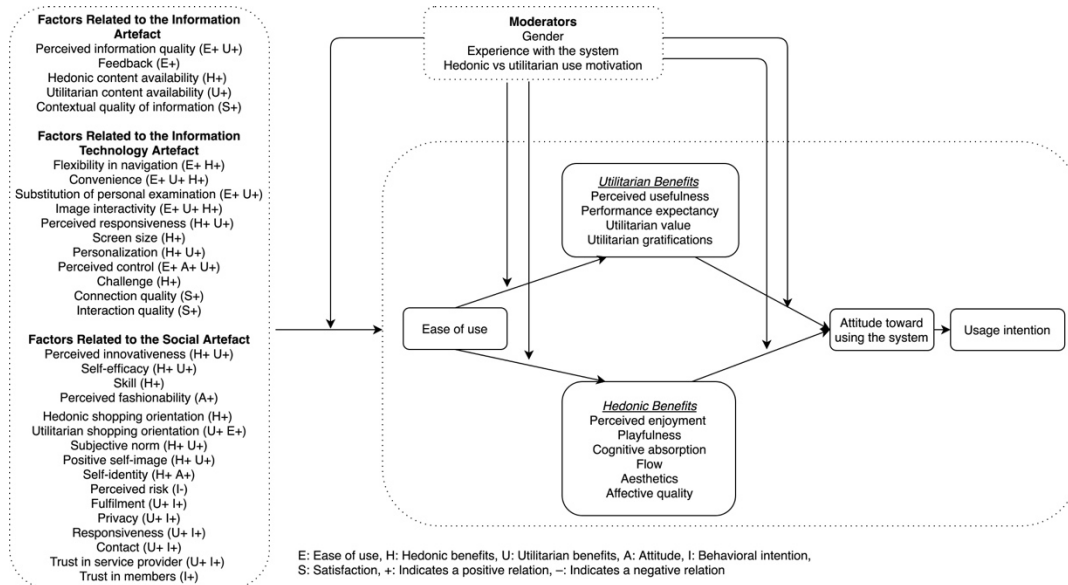 Factors Related to the Information
Artefact
Perceived information quality (E+ U+)
Feedback (E+)
Hedonic content availability (H+)
Utilitarian content availability (U+)
Contextual quality of information (S+)
Factors Related to the Information
Technology Artefact
Flexibility in navigation (E+ H+)
Convenience (E+ U+ H+)
Substitution of personal examination (E+ U+)
Image interactivity (E+ U+ H+)
Perceived responsiveness (H+ U+)
Screen size (H+)
Personalization (H+ U+)
Perceived control (E+ A+ U+)
Challenge (H+)
Connection quality (S+)
Interaction quality (S+)
Factors Related to the Social Artefact
Perceived innovativeness (H+ U+)
Self-efficacy (H+ U+)
Skill (H+)
Perceived fashionability (A+)
Hedonic shopping orientation (H+)
Utilitarian shopping orientation (U+ E+)
Subjective norm (H+ U+)
Positive self-image (H+ U+)
Self-identity (H+ A+)
Perceived risk (I-)
Fulfilment (U+ I+)
Privacy (U+ I+)
Responsiveness (U+ I+)
Contact (U+ I+)
Trust in service provider (U+ I+)
Trust in members (I+)
Moderators
Gender
Experience with the system
Hedonic vs utilitarian use motivation
Utilitarian Benefits
Perceived usefulness
Performance expectancy
Utilitarian value
Utilitarian gratifications
Ease of use
Attitude toward
using the system
Usage intention
Hedonic Benefits
Perceived enjoyment
Playfulness
Cognitive absorption
Flow
Aesthetics
Affective quality
E: Ease of use, H: Hedonic benefits, U: Utilitarian benefits, A: Attitude, I: Behavioral intention,
S: Satisfaction, +: Indicates a positive relation, –: Indicates a negative relation